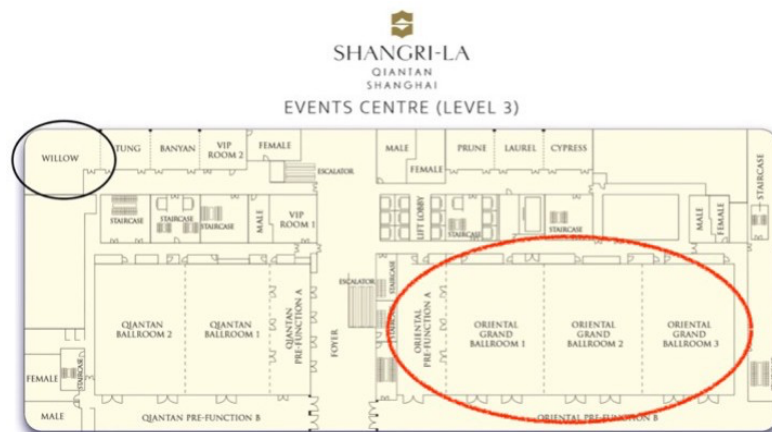 SHANGRI-LA
QIANTAN
SHANGHAI
EVENTS CENTRE (LEVEL 3)
WILLOW
TUNG
BANYAN
VIP
ROOM 2
FEMALE
ESCALATOR
MALE
FEMALE
PRUNE
LAUREL
CYPRESS
STAIRCASE
STAIRCASE
STAIRCASE
STAIRCASE
MALE
VIP
ROOM 1
LIFT LOBBY
STAIRCASE
MALE
FEMALE
QIANTAN
BALLROOM 2
QIANTAN
BALLROOM 1
QIANTAN
PRE-FUNCTION A
FOYER
ESCALATOR
STAIRCASE
STAIRCASE
ORIENTAL
PRE-FUNCTION A
ORIENTAL
GRAND
BALLROOM 1
ORIENTAL
GRAND
BALLROOM 2
ORIENTAL
GRAND
BALLROOM 3
STAIRCASE
FEMALE
MALE
QIANTAN PRE-FUNCTION B
ORIENTAL PRE-FUNCTION B